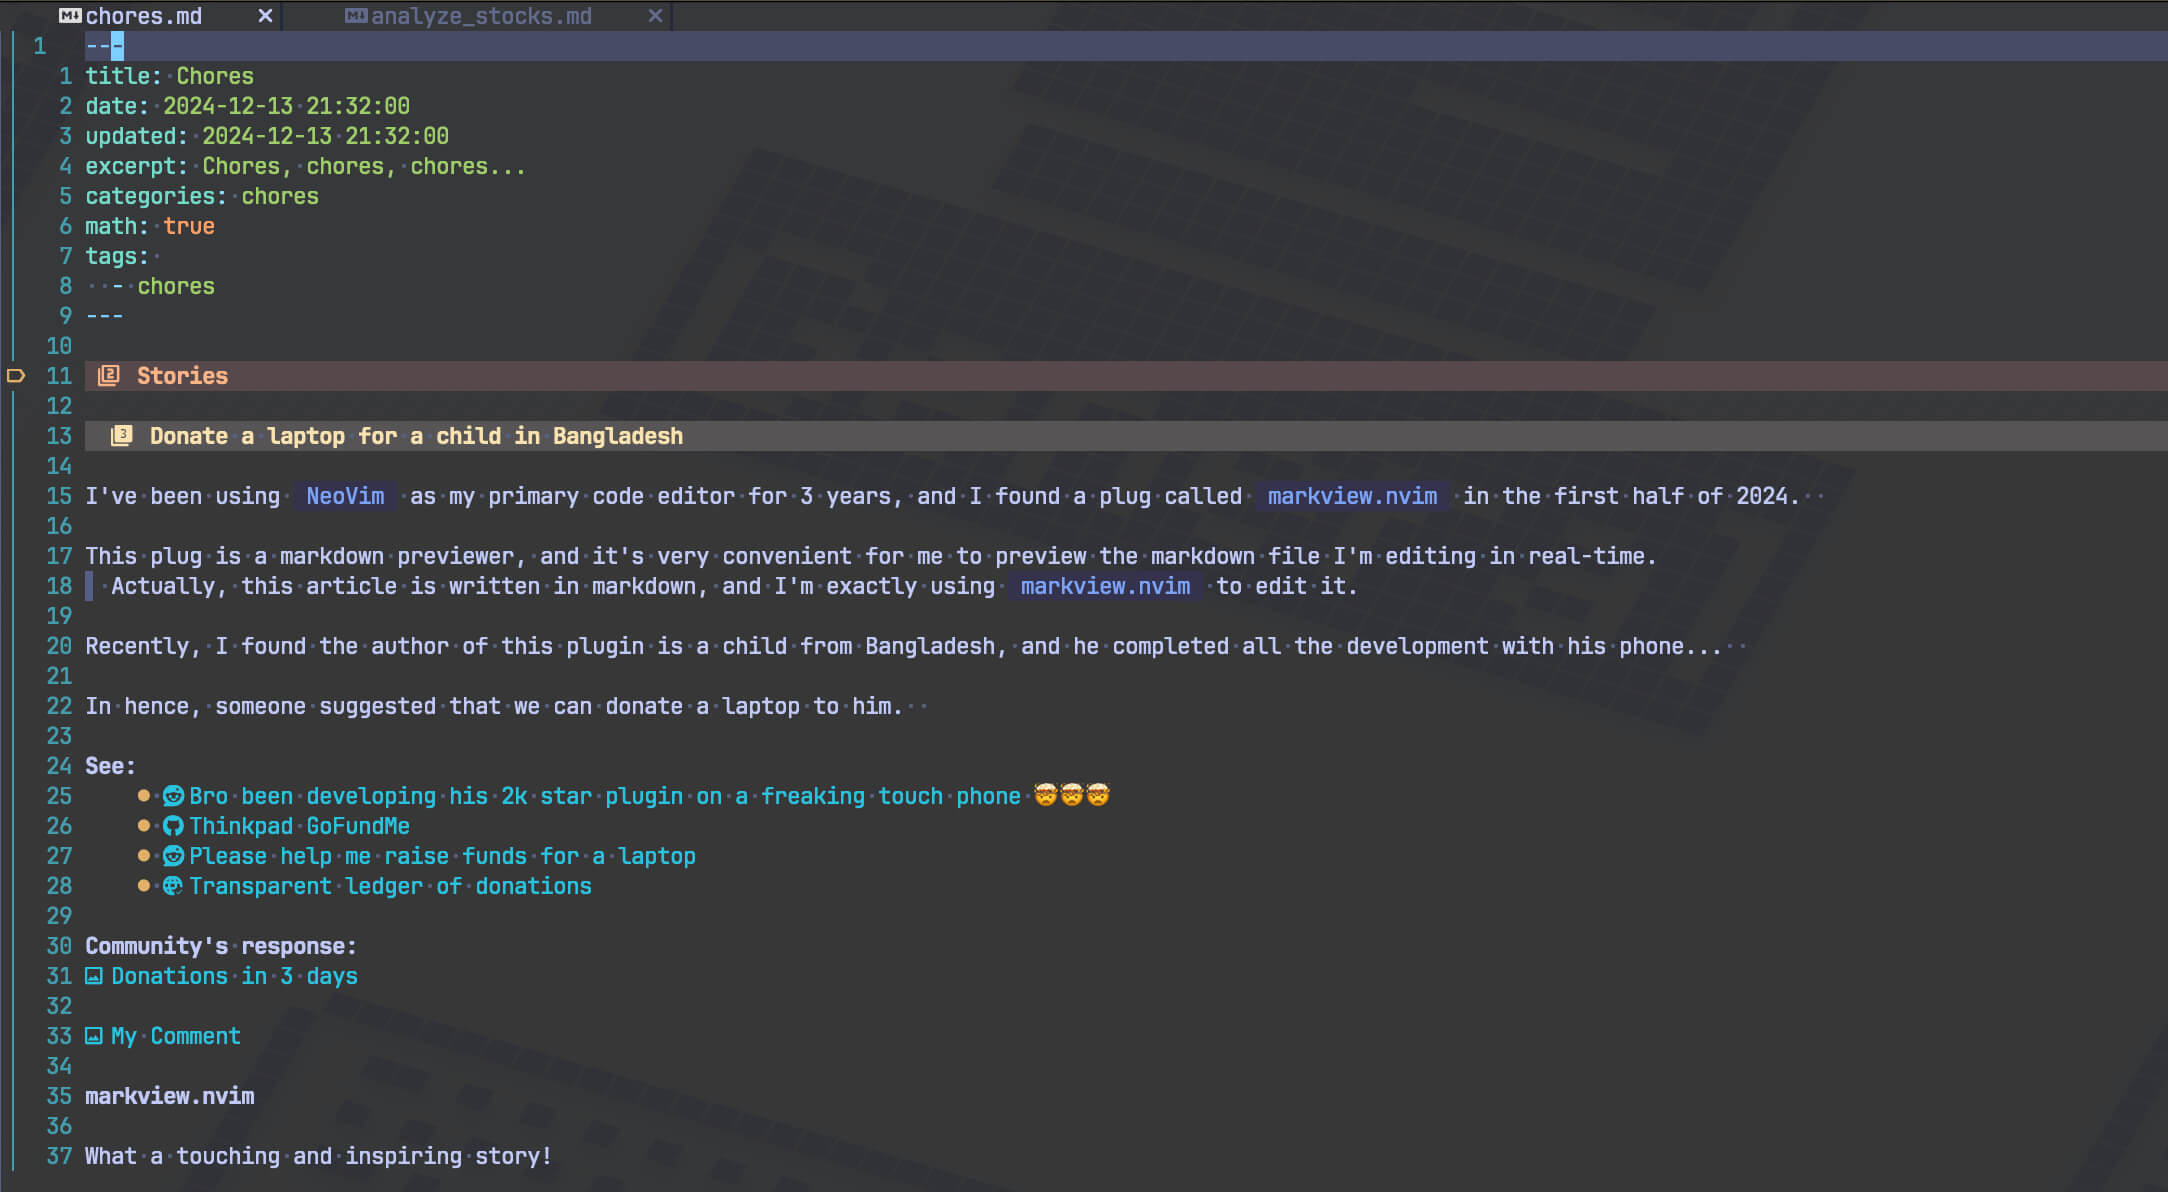 chores.md analyze_stocks.md
1 ---
1 title: Chores
2 date: 2024-12-13 21:32:00
3 updated: 2024-12-13 21:32:00
4 excerpt: Chores, chores, chores...
5 categories: chores
6 math: true
7 tags:
8 - chores
9 ---
10
11 2 Stories
12
13 3 Donate a laptop for a child in Bangladesh
14
15 I've been using NeoVim as my primary code editor for 3 years, and I found a plug called markview.nvim in the first half of 2024.
16
17 This plug is a markdown previewer, and it's very convenient for me to preview the markdown file I'm editing in real-time.
18 Actually, this article is written in markdown, and I'm exactly using markview.nvim to edit it.
19
20 Recently, I found the author of this plugin is a child from Bangladesh, and he completed all the development with his phone...
21
22 In hence, someone suggested that we can donate a laptop to him.
23
24 See:
25 ● Bro been developing his 2k star plugin on a freaking touch phone 🤯🤯🤯
26 ● Thinkpad GoFundMe
27 ● Please help me raise funds for a laptop
28 ● Transparent ledger of donations
29
30 Community's response:
31 Donations in 3 days
32
33 My Comment
34
35 markview.nvim
36
37 What a touching and inspiring story!